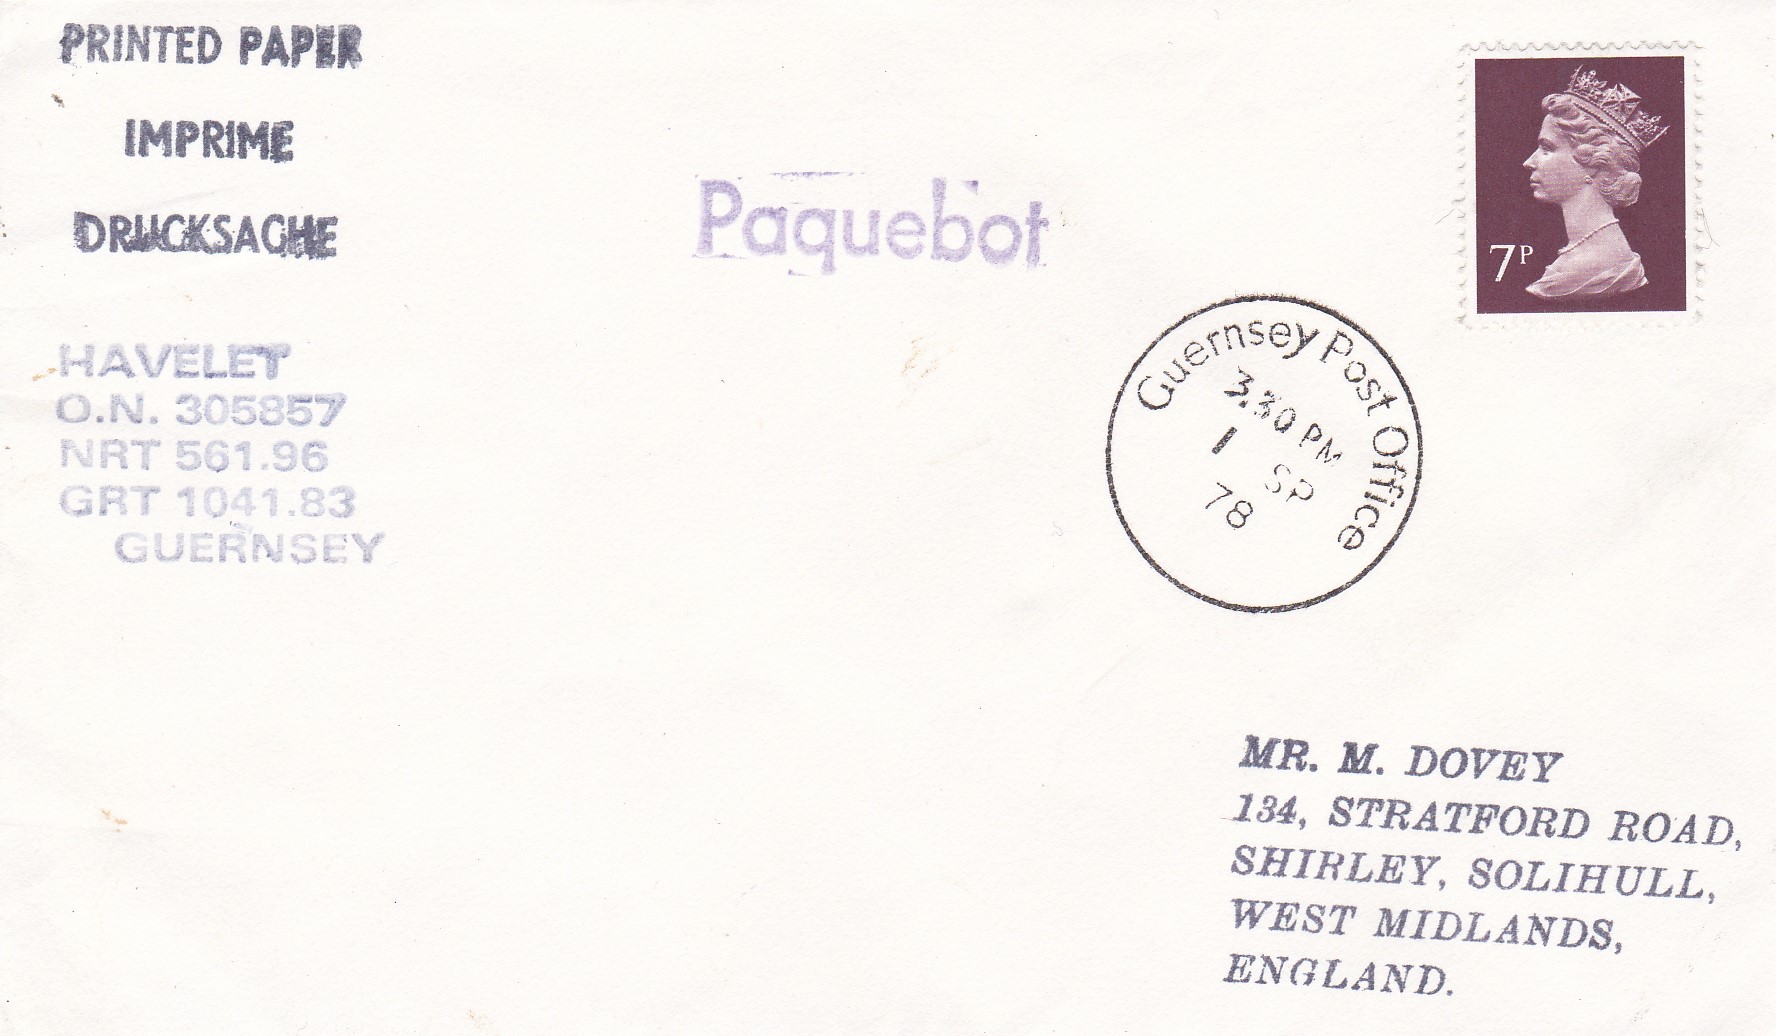 PRINTED PAPER
IMPRIME
DRUCKSACHE
HAVELET
O.N. 305857
NRT 561.96
GRT 1041.83
GUERNSEY
Paquebot
7P
Guernsey Post Office
3.30 PM
1 SP
78
MR. M. DOVEY
134, STRATFORD ROAD,
SHIRLEY, SOLIHULL,
WEST MIDLANDS,
ENGLAND.